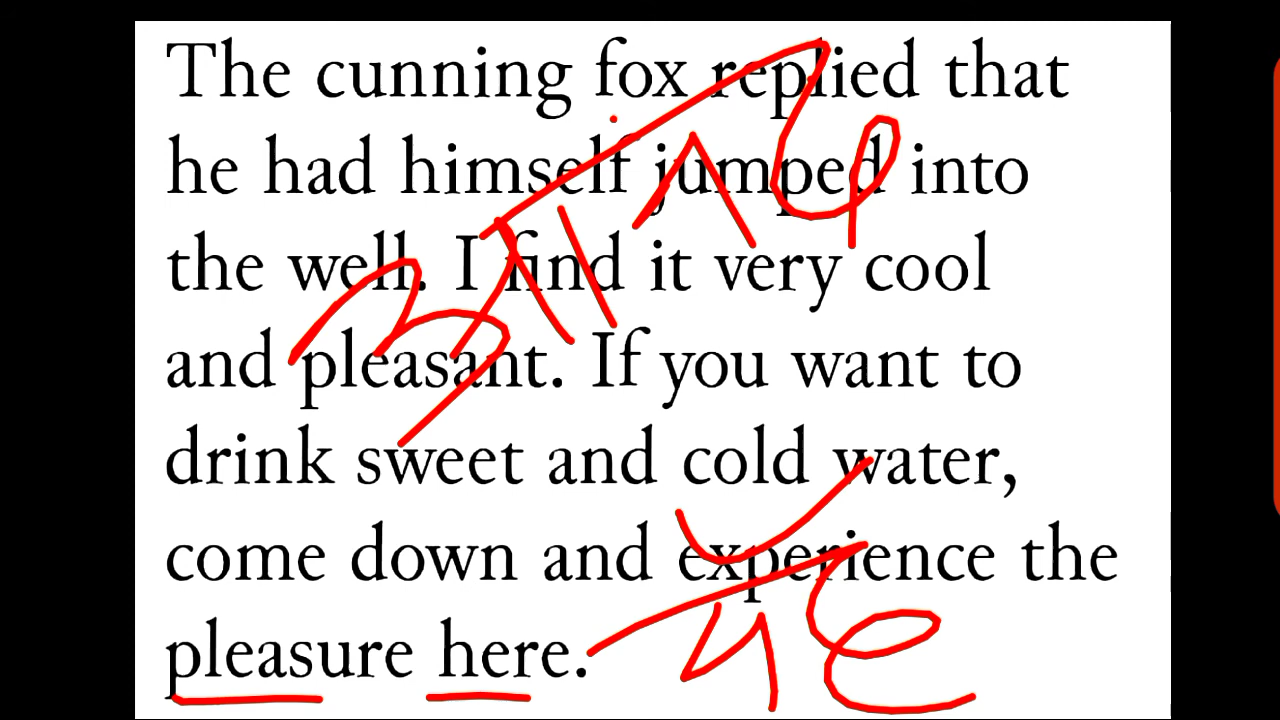 The cunning fox replied that
he had himself jumped into
the well. I find it very cool
and pleasant. If you want to
drink sweet and cold water,
come down and experience the
pleasure here.